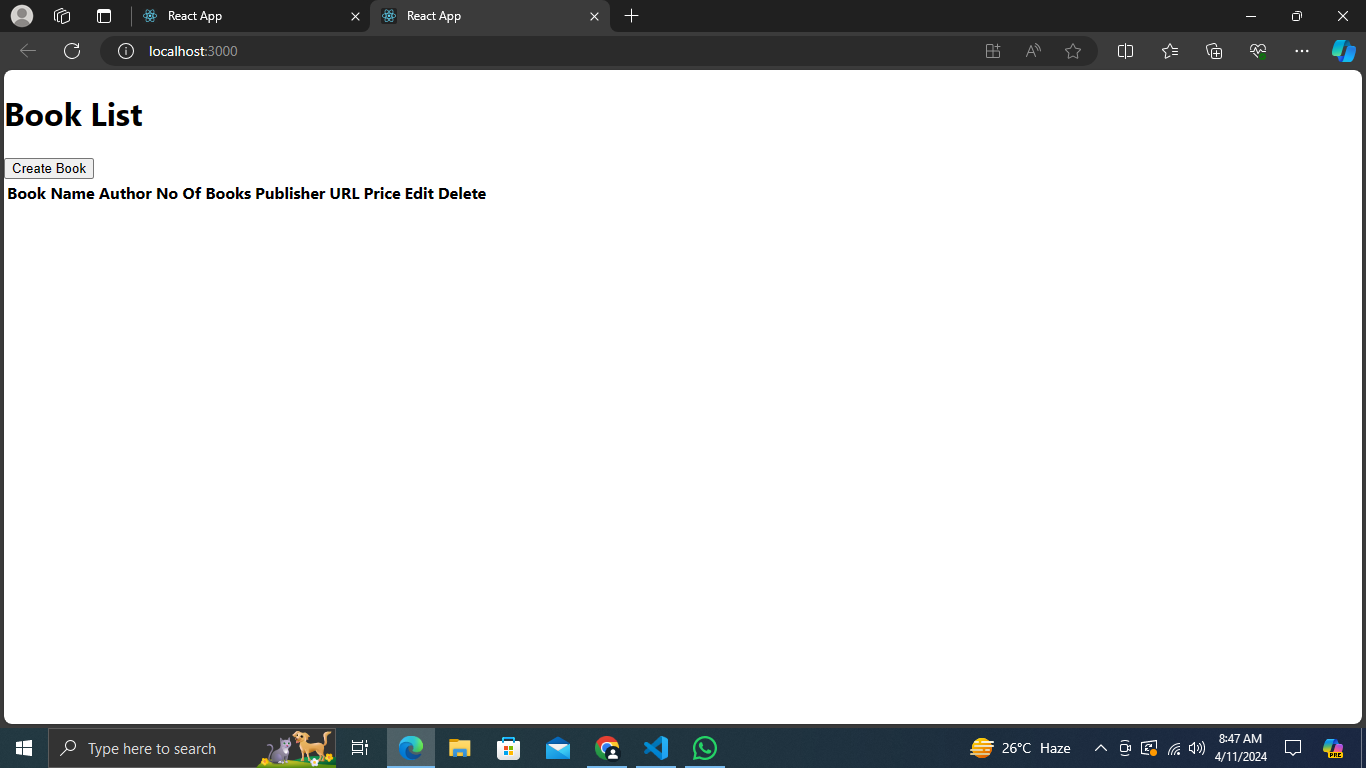 React App
React App
localhost:3000
Book List
Create Book
Book Name Author No Of Books Publisher URL Price Edit Delete
Type here to search
26°C Haze
8:47 AM
4/11/2024
PRE